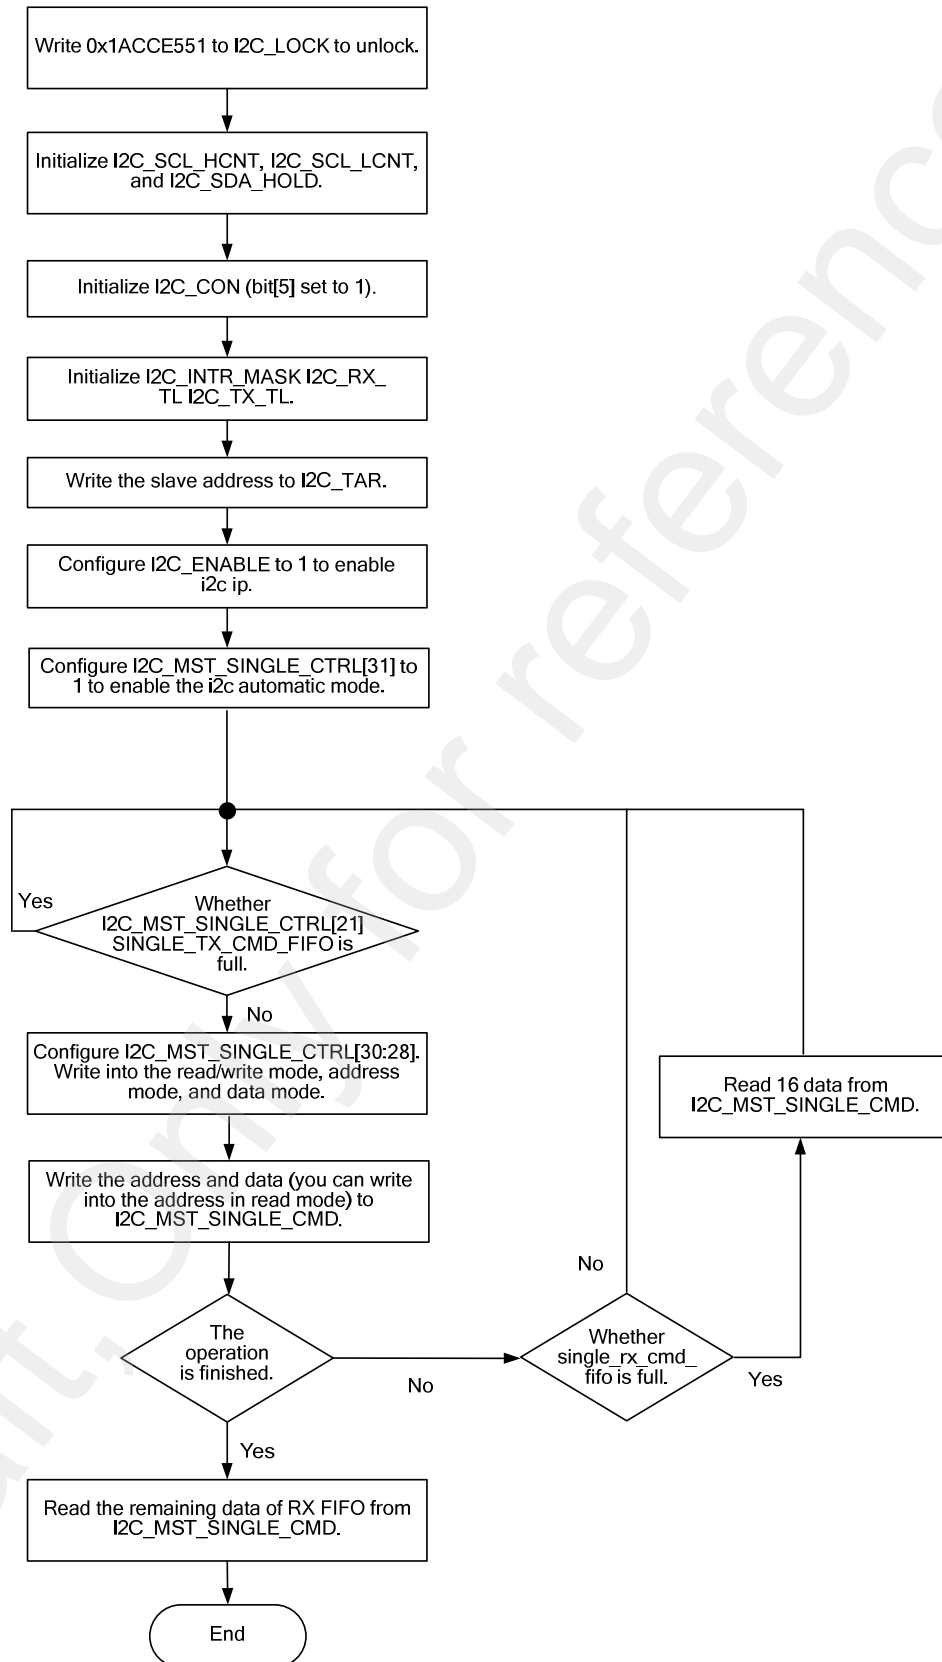 Write 0x1ACCE551 to I2C_LOCK to unlock.
Initialize I2C_SCL_HCNT, I2C_SCL_LCNT,
and I2C_SDA_HOLD.
Initialize I2C_CON (bit[5] set to 1).
Initialize I2C_INTR_MASK I2C_RX_
TL I2C_TX_TL.
Write the slave address to I2C_TAR.
Configure I2C_ENABLE to 1 to enable
i2c ip.
Configure I2C_MST_SINGLE_CTRL[31] to
1 to enable the i2c automatic mode.
Yes
Whether
I2C_MST_SINGLE_CTRL[21]
SINGLE_TX_CMD_FIFO is
full.
No
Configure I2C_MST_SINGLE_CTRL[30:28].
Write into the read/write mode, address
mode, and data mode.
Read 16 data from
I2C_MST_SINGLE_CMD.
Write the address and data (you can write
into the address in read mode) to
I2C_MST_SINGLE_CMD.
No
The
operation
is finished.
No
Whether
single_rx_cmd_
fifo is full.
Yes
Yes
Read the remaining data of RX FIFO from
I2C_MST_SINGLE_CMD.
End
Only for reference